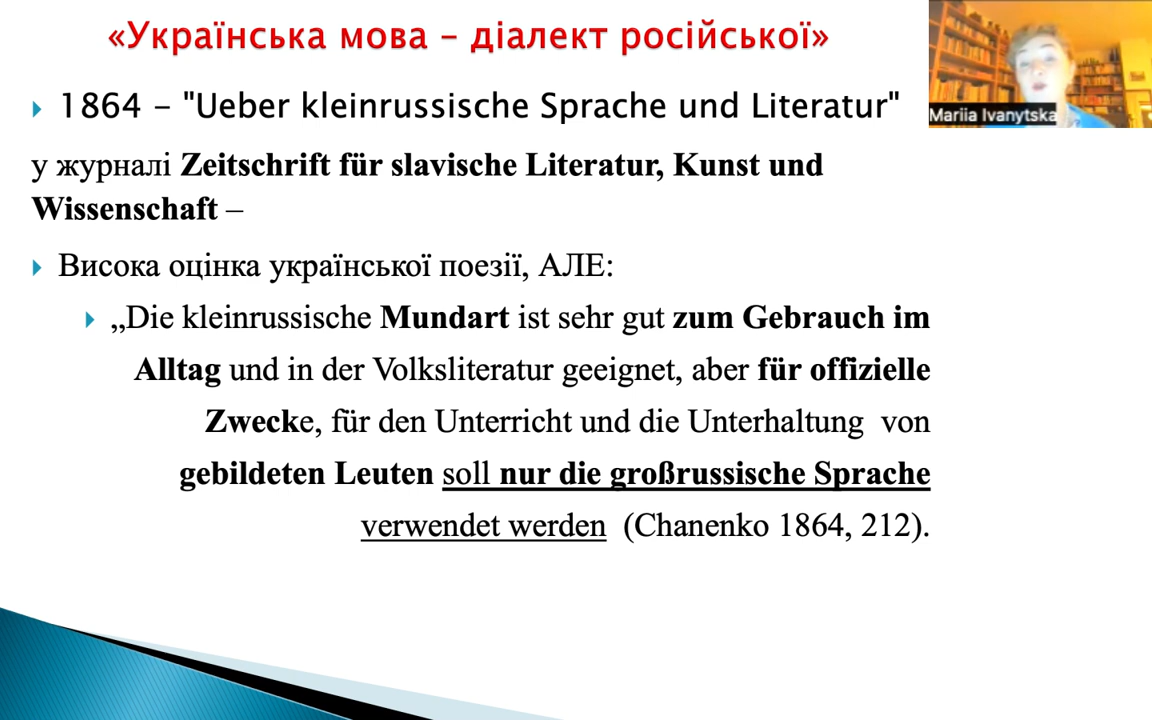 «Українська мова – діалект російської»
1864 – "Ueber kleinrussische Sprache und Literatur"
у журналі Zeitschrift für slavische Literatur, Kunst und
Wissenschaft –
Висока оцінка української поезії, АЛЕ:
„Die kleinrussische Mundart ist sehr gut zum Gebrauch im
Alltag und in der Volksliteratur geeignet, aber für offizielle
Zwecke, für den Unterricht und die Unterhaltung von
gebildeten Leuten soll nur die großrussische Sprache
verwendet werden (Chanenko 1864, 212).
Mariia Ivanytska